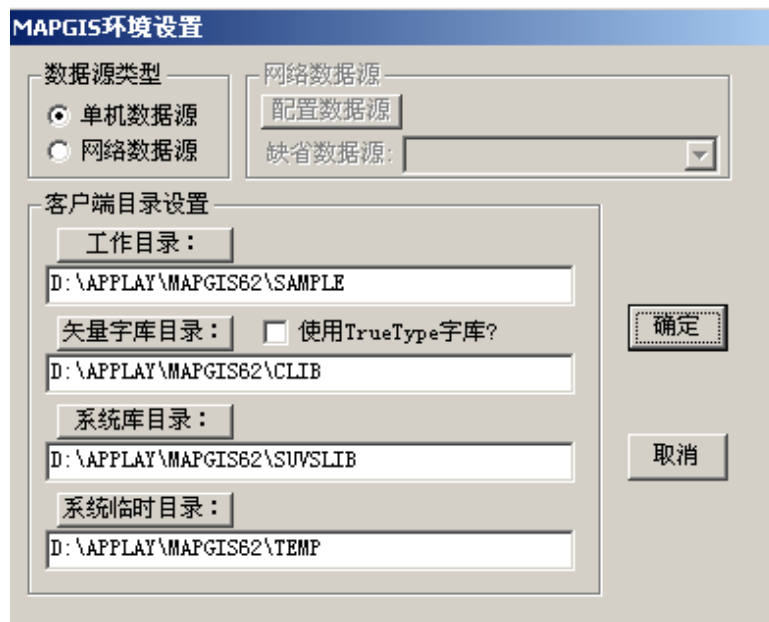 MAPGIS环境设置
数据源类型
单机数据源
网络数据源
网络数据源
配置数据源
缺省数据源:
客户端目录设置
工作目录：
D:\APPLAY\MAPGIS62\SAMPLE
矢量字库目录： 使用TrueType字库?
D:\APPLAY\MAPGIS62\CLIB
系统库目录：
D:\APPLAY\MAPGIS62\SUVSLIB
系统临时目录：
D:\APPLAY\MAPGIS62\TEMP
确定
取消